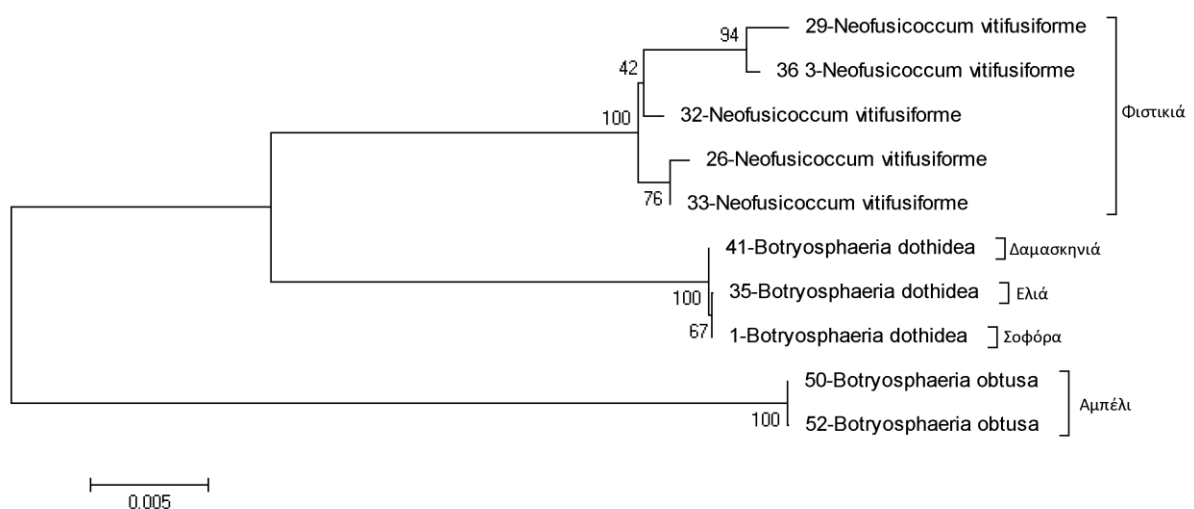 94
29-Neofusicoccum vitifusiforme
42
36 3-Neofusicoccum vitifusiforme
100
32-Neofusicoccum vitifusiforme
Φιστικιά
26-Neofusicoccum vitifusiforme
76
33-Neofusicoccum vitifusiforme
41-Botryosphaeria dothidea
Δαμασκηνιά
100
35-Botryosphaeria dothidea
Ελιά
67
1-Botryosphaeria dothidea
Σοφόρα
50-Botryosphaeria obtusa
Αμπέλι
100
52-Botryosphaeria obtusa
0.005